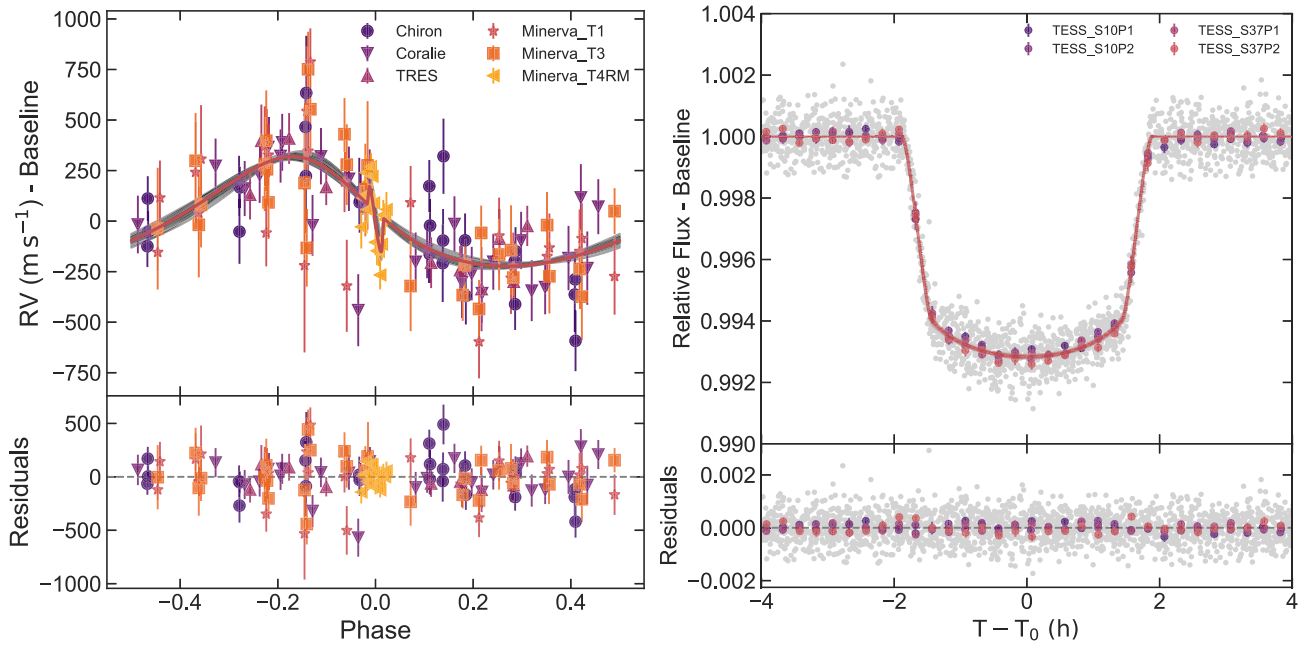 1000
750
500
250
0
−250
−500
−750
RV (m s⁻¹) - Baseline
Chiron
Coralie
TRES
Minerva_T1
Minerva_T3
Minerva_T4RM
500
0
−500
−1000
Residuals
−0.4
−0.2
0.0
0.2
0.4
Phase
1.004
1.002
1.000
0.998
0.996
0.994
0.992
0.990
Relative Flux - Baseline
TESS_S10P1
TESS_S10P2
TESS_S37P1
TESS_S37P2
0.002
0.000
−0.002
Residuals
−4
−2
0
2
4
T − T₀ (h)